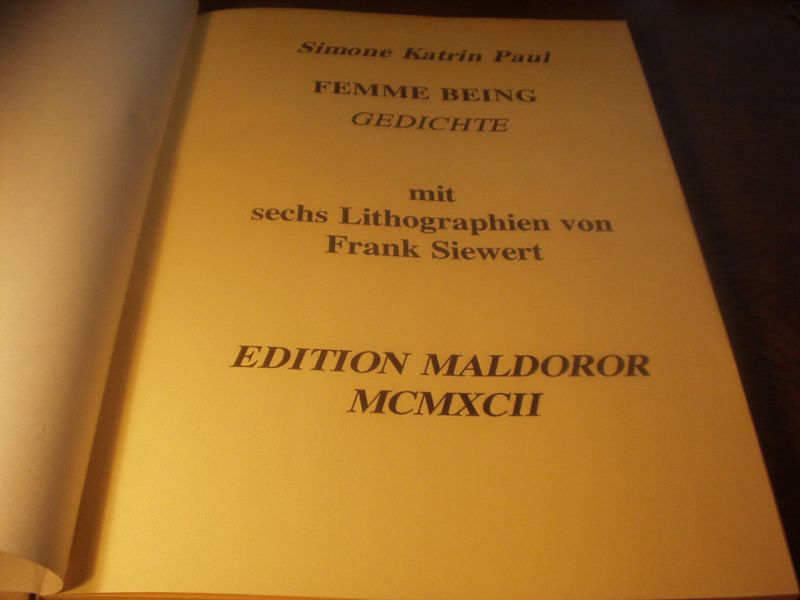 Simone Katrin Paul
FEMME BEING
GEDICHTE
mit
sechs Lithographien von
Frank Siewert
EDITION MALDOROR
MCMXCII